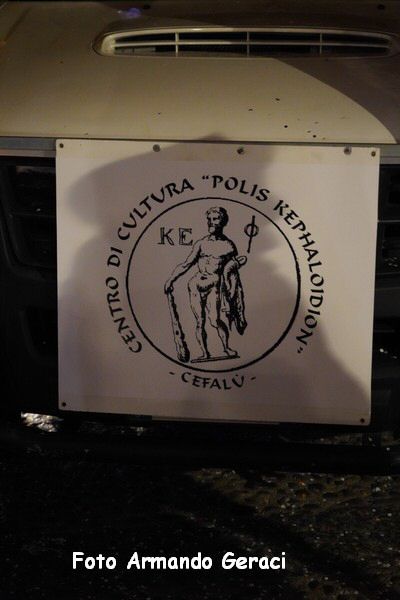 CENTRO DI CULTURA "POLIS KEPHALOIDION"
KE Φ
- CEFALÙ -
Foto Armando Geraci